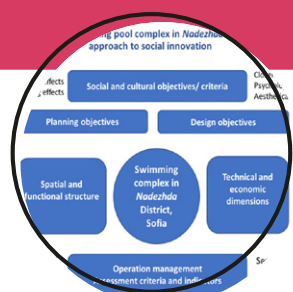 pool complex in Nadezhda
approach to social innovation
effects
Social and cultural objectives/ criteria
effects
Planning objectives
Design objectives
Spatial and
functional structure
Swimming
complex in
Nadezhda
District,
Sofia
Technical and
economic
dimensions
Operation management
assessment criteria and indicators